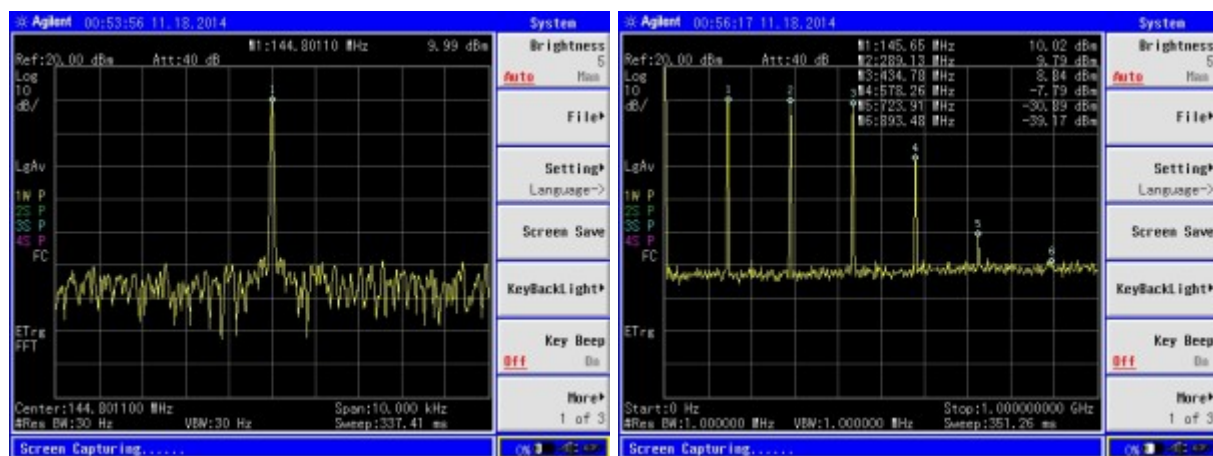 Agilent 00:53:56 11.18.2014 System
M1:144.80110 MHz 9.99 dBm
Ref:20.00 dBm Att:40 dB
Log
10
dB/
1
LgAv
1W P
2S P
3S P
4S P
FC
ETrg
FFT
Center:144.801100 MHz Span:10.000 kHz
#Res BW:30 Hz VBW:30 Hz Sweep:337.41 ms
Screen Capturing......
Brightness
5
Auto Man
File
Setting
Language->
Screen Save
KeyBackLight
Key Beep
Off On
More
1 of 3
0%
Agilent 00:56:17 11.18.2014 System
M1:145.65 MHz 10.02 dBm
M2:289.13 MHz 9.79 dBm
M3:434.78 MHz 8.84 dBm
M4:578.26 MHz -7.79 dBm
M5:723.91 MHz -30.89 dBm
M6:893.48 MHz -39.17 dBm
Ref:20.00 dBm Att:40 dB
Log
10
dB/
1
2
3
4
5
6
LgAv
1W P
2S P
3S P
4S P
FC
ETrg
Start:0 Hz Stop:1.000000000 GHz
#Res BW:1.000000 MHz VBW:1.000000 MHz Sweep:351.26 ms
Screen Capturing......
Brightness
5
Auto Man
File
Setting
Language->
Screen Save
KeyBackLight
Key Beep
Off On
More
1 of 3
0%